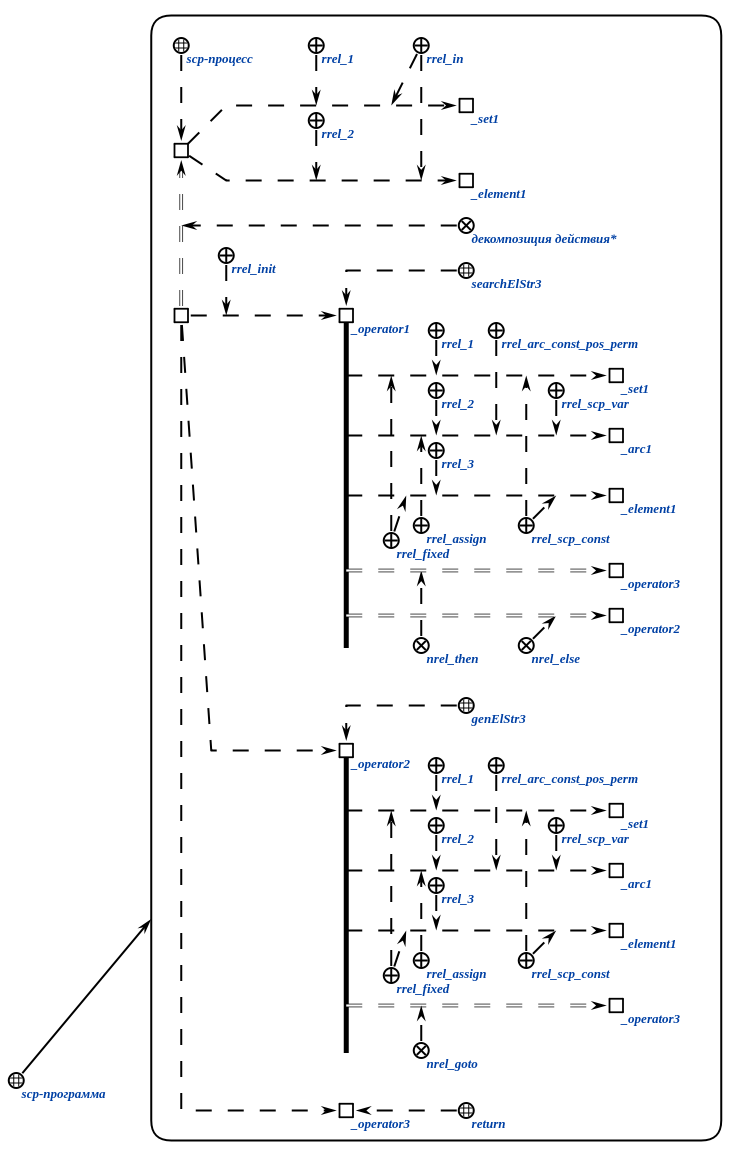 scp-процесс
rrel_1
rrel_in
_set1
rrel_2
_element1
декомпозиция действия*
rrel_init
searchElStr3
_operator1
rrel_1
rrel_arc_const_pos_perm
_set1
rrel_2
rrel_scp_var
_arc1
rrel_3
_element1
rrel_assign
rrel_scp_const
rrel_fixed
_operator3
_operator2
nrel_then
nrel_else
genElStr3
_operator2
rrel_1
rrel_arc_const_pos_perm
_set1
rrel_2
rrel_scp_var
_arc1
rrel_3
_element1
rrel_assign
rrel_scp_const
rrel_fixed
_operator3
nrel_goto
scp-программа
_operator3
return